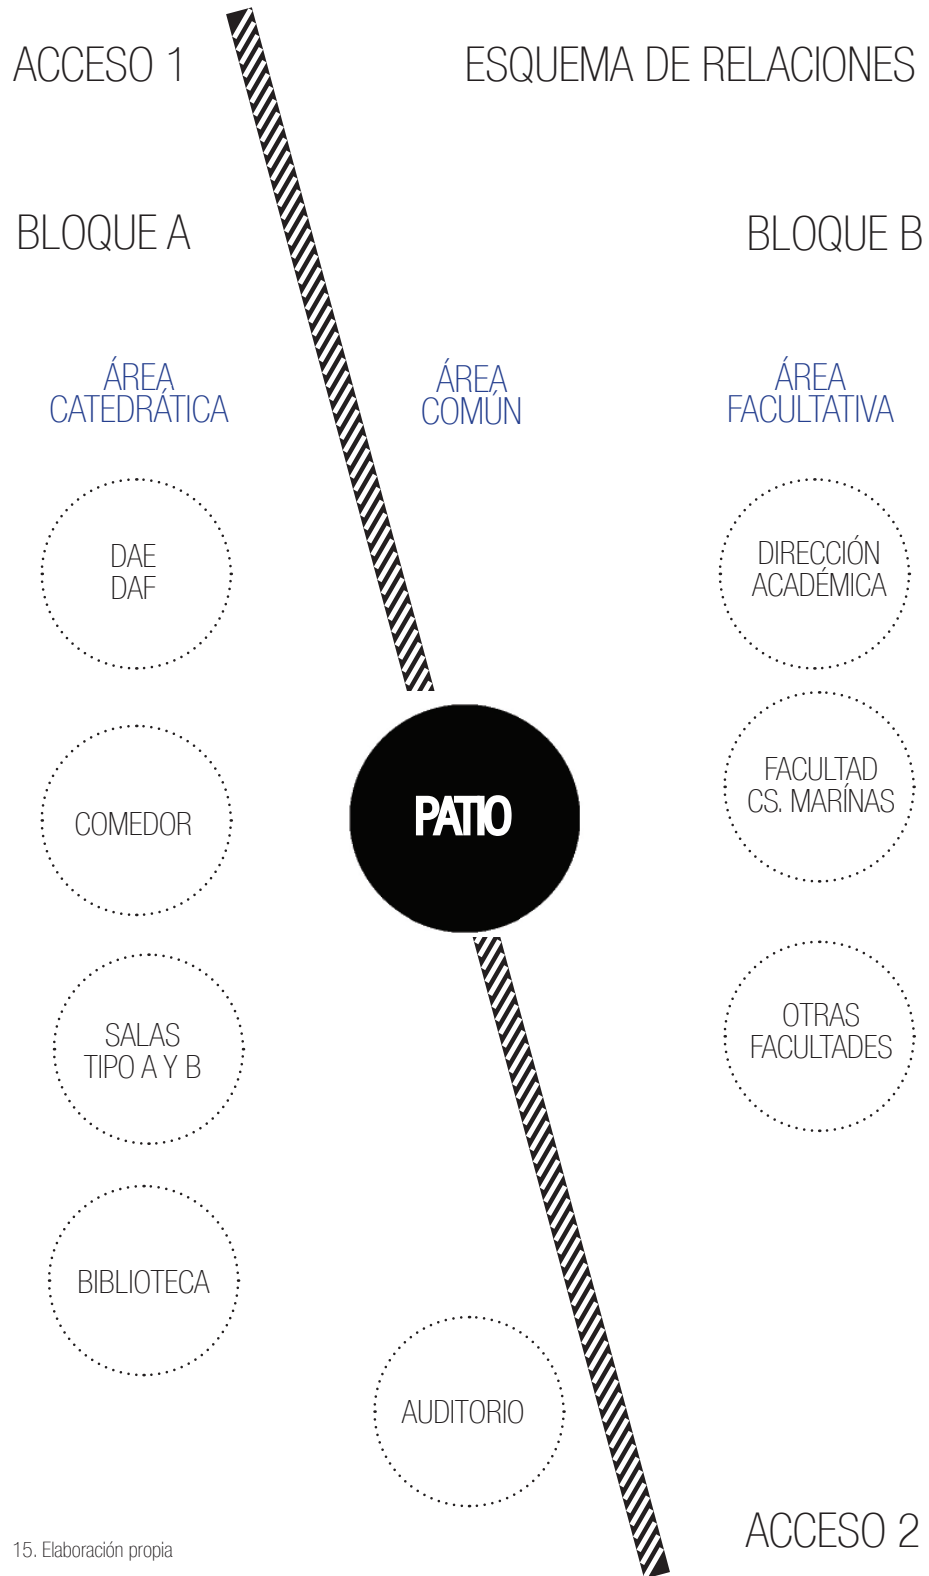 ACCESO 1
ESQUEMA DE RELACIONES
BLOQUE A
BLOQUE B
ÁREA
CATEDRÁTICA
ÁREA
COMÚN
ÁREA
FACULTATIVA
DAE
DAF
DIRECCIÓN
ACADÉMICA
COMEDOR
PATIO
FACULTAD
CS. MARÍNAS
SALAS
TIPO A Y B
OTRAS
FACULTADES
BIBLIOTECA
AUDITORIO
ACCESO 2
15. Elaboración propia